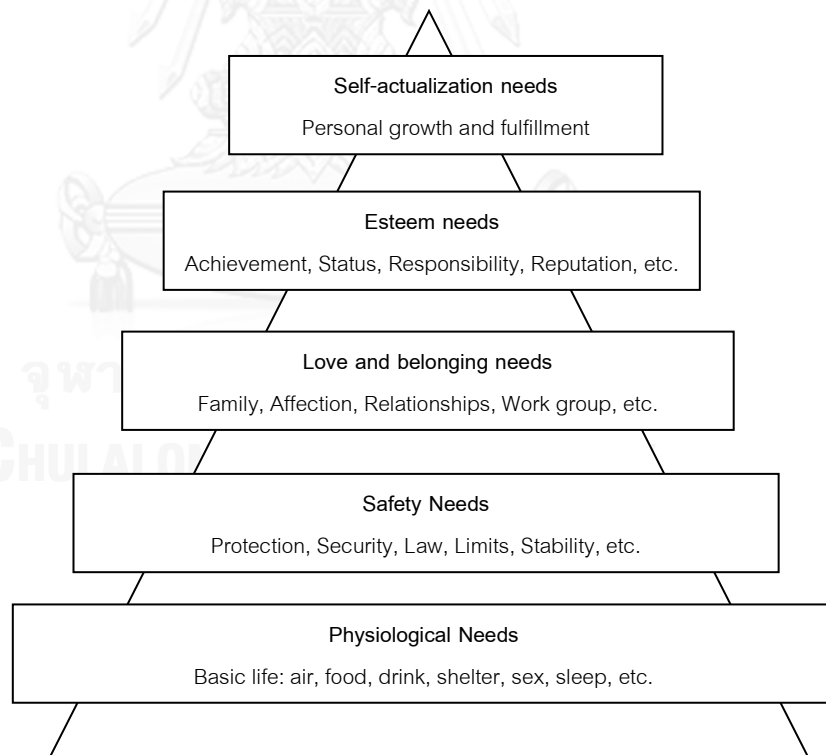 Self-actualization needs
Personal growth and fulfillment
Esteem needs
Achievement, Status, Responsibility, Reputation, etc.
Love and belonging needs
Family, Affection, Relationships, Work group, etc.
Safety Needs
Protection, Security, Law, Limits, Stability, etc.
Physiological Needs
Basic life: air, food, drink, shelter, sex, sleep, etc.